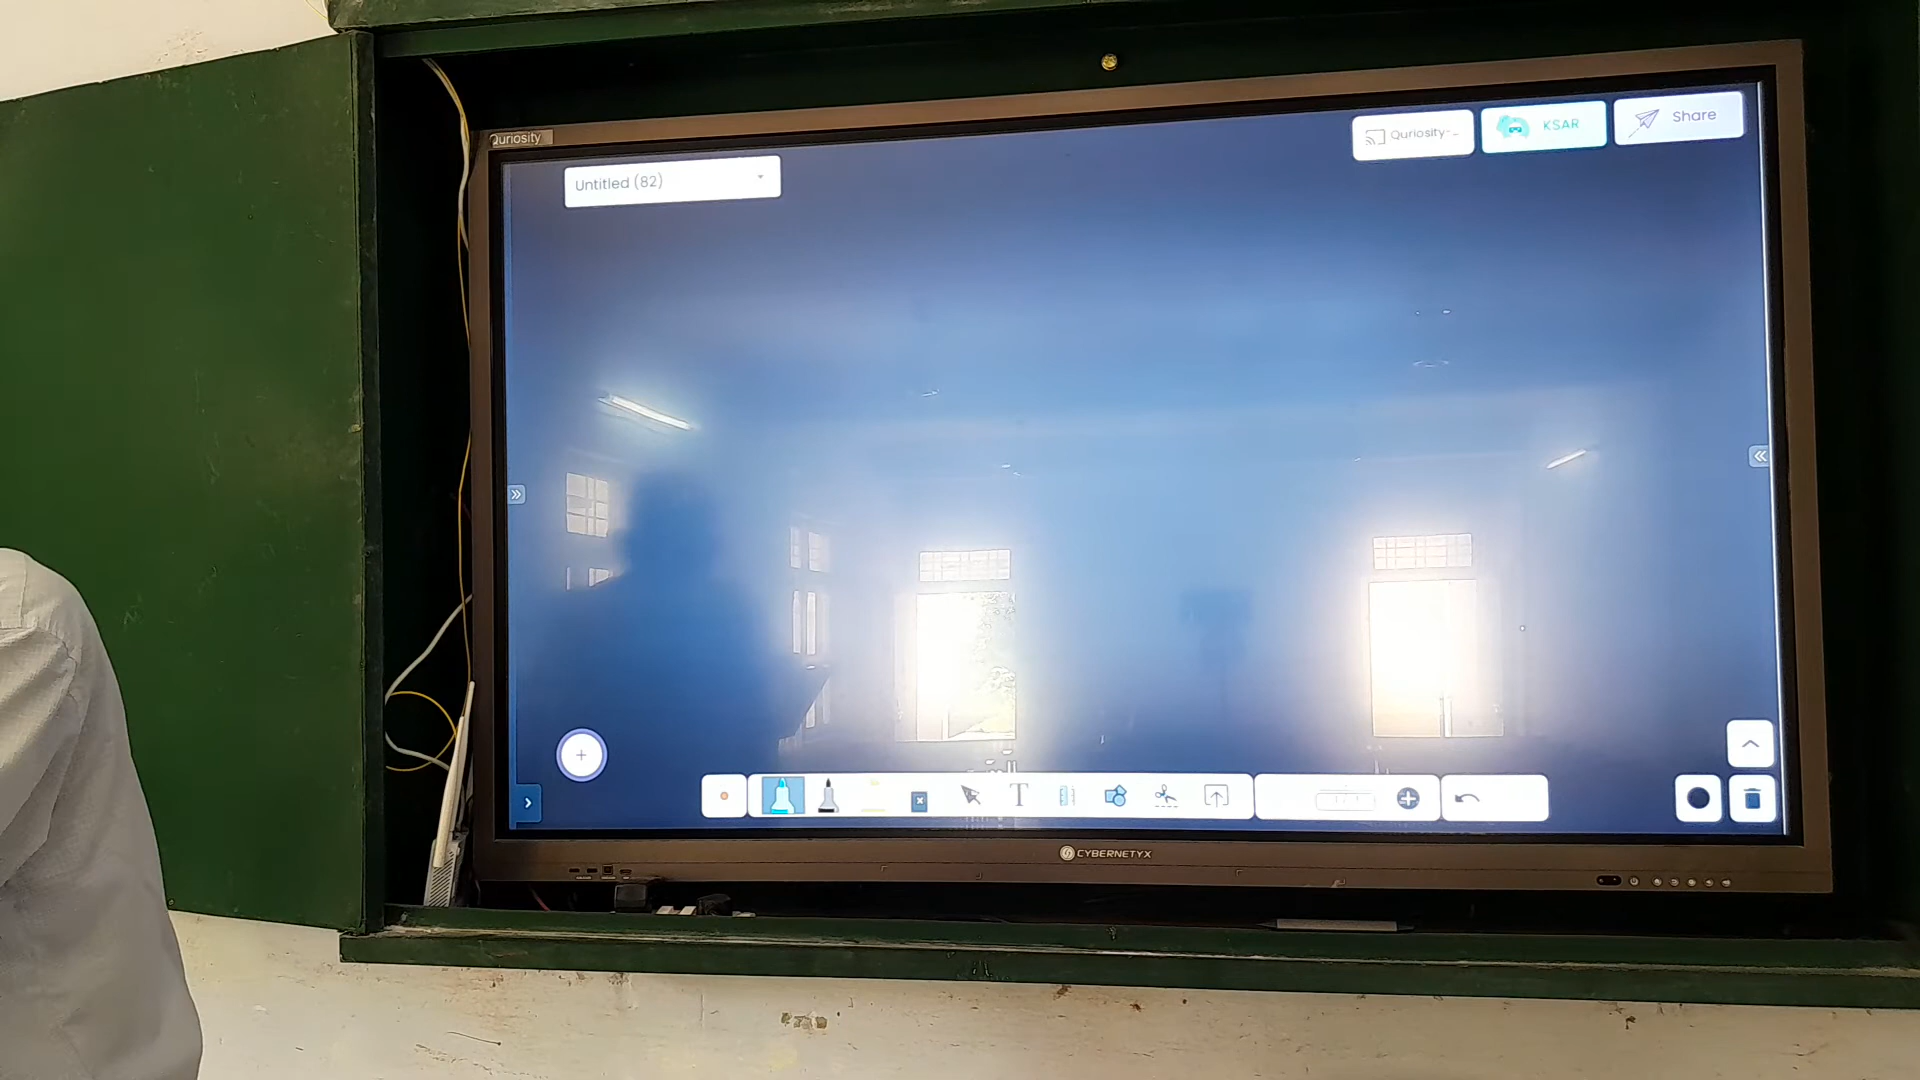 Quriosity
Quriosity-...
KSAR
Share
Untitled (82)
T
CYBERNETYX